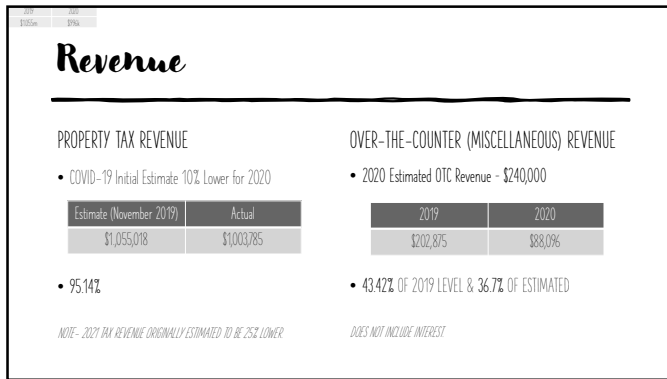 2019 2020
$1.055m $996k
Revenue
PROPERTY TAX REVENUE
• COVID-19 Initial Estimate 10% Lower for 2020
Estimate (November 2019) Actual
$1,055,018 $1,003,785
• 95.14%
NOTE- 2021 TAX REVENUE ORIGINALLY ESTIMATED TO BE 25% LOWER.
OVER-THE-COUNTER (MISCELLANEOUS) REVENUE
• 2020 Estimated OTC Revenue - $240,000
2019 2020
$202,875 $88,096
• 43.42% OF 2019 LEVEL & 36.7% OF ESTIMATED
DOES NOT INCLUDE INTEREST.